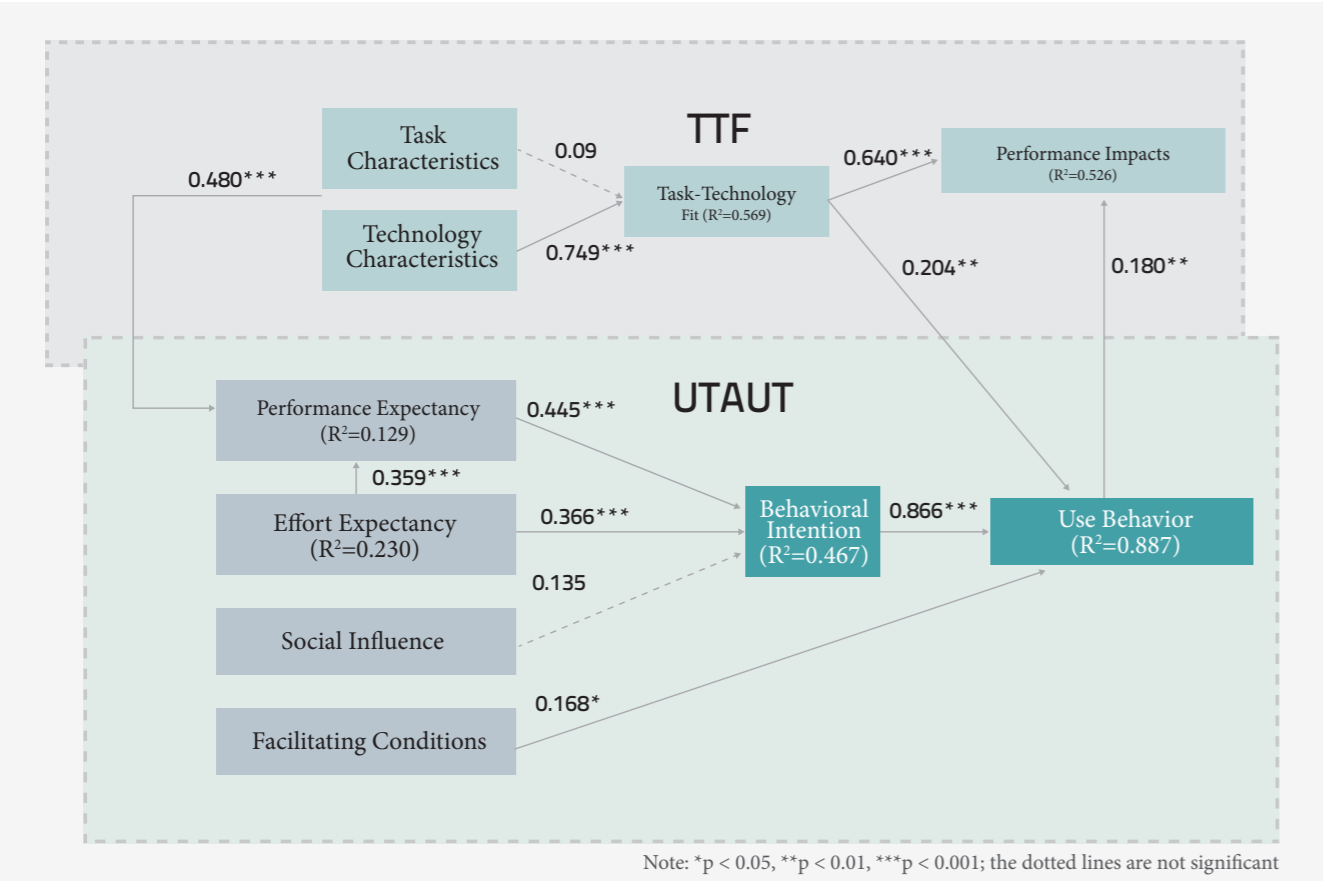 TTF
Task
Characteristics
0.09
0.480***
Technology
Characteristics
0.749***
Task-Technology
Fit (R²=0.569)
0.640***
Performance Impacts
(R²=0.526)
0.204**
0.180**
UTAUT
Performance Expectancy
(R²=0.129)
0.445***
0.359***
Effort Expectancy
(R²=0.230)
0.366***
Behavioral
Intention
(R²=0.467)
0.866***
Use Behavior
(R²=0.887)
0.135
Social Influence
0.168*
Facilitating Conditions
Note: *p < 0.05, **p < 0.01, ***p < 0.001; the dotted lines are not significant